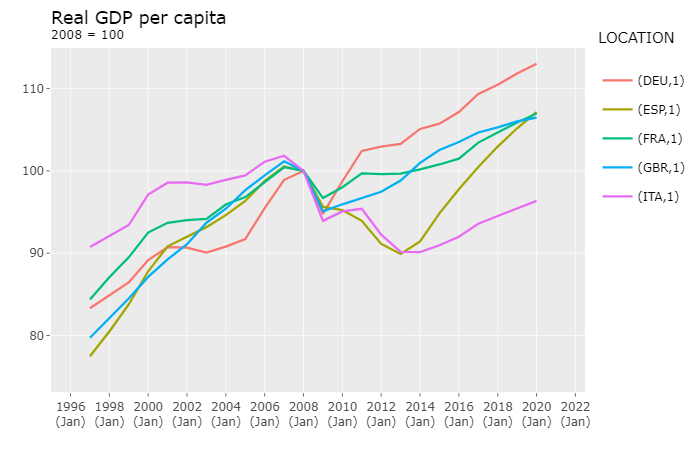 Real GDP per capita
2008 = 100
LOCATION
(DEU,1)
(ESP,1)
(FRA,1)
(GBR,1)
(ITA,1)
110
100
90
80
1996 1998 2000 2002 2004 2006 2008 2010 2012 2014 2016 2018 2020 2022
(Jan) (Jan) (Jan) (Jan) (Jan) (Jan) (Jan) (Jan) (Jan) (Jan) (Jan) (Jan) (Jan) (Jan)